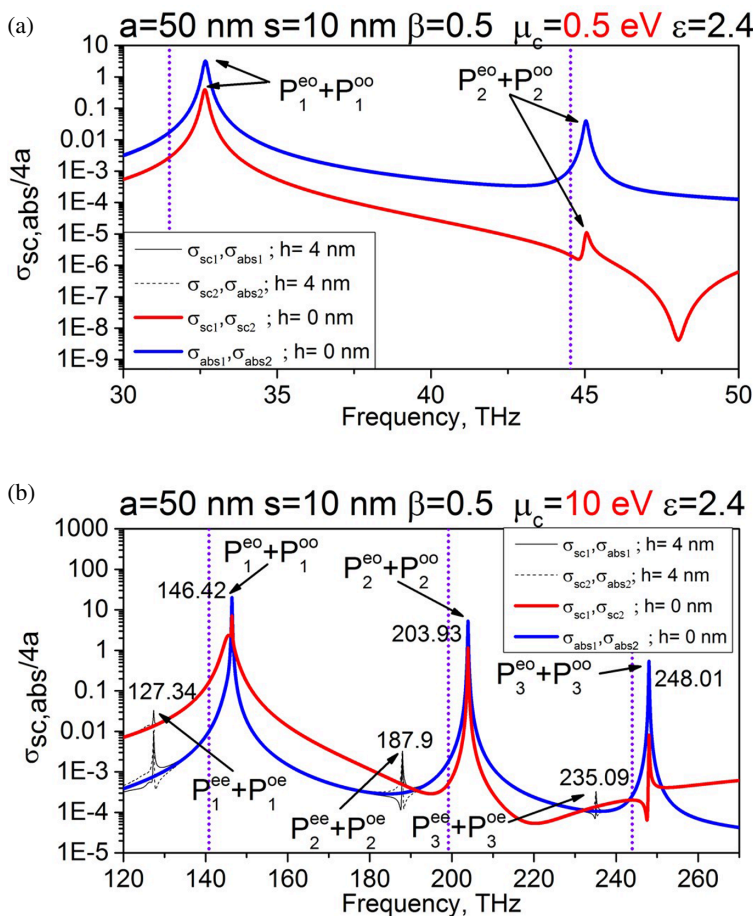 (a)
a=50 nm s=10 nm β=0.5 μc=0.5 eV ε=2.4
10
1
0.1
0.01
1E-3
1E-4
1E-5
1E-6
1E-7
1E-8
1E-9
σsc,abs/4a
P₁ᵉᵒ+P₁ᵒᵒ
P₂ᵉᵒ+P₂ᵒᵒ
σsc1,σabs1 ; h= 4 nm
σsc2,σabs2; h= 4 nm
σsc1,σsc2 ; h= 0 nm
σabs1,σabs2 ; h= 0 nm
30 35 40 45 50
Frequency, THz
(b)
a=50 nm s=10 nm β=0.5 μc=10 eV ε=2.4
1000
100
10
1
0.1
0.01
1E-3
1E-4
1E-5
σsc,abs/4a
P₁ᵉᵒ+P₁ᵒᵒ
146.42
P₂ᵉᵒ+P₂ᵒᵒ
203.93
σsc1,σabs1 ; h= 4 nm
σsc2,σabs2; h= 4 nm
σsc1,σsc2 ; h= 0 nm
σabs1,σabs2 ; h= 0 nm
P₃ᵉᵒ+P₃ᵒᵒ
248.01
127.34
187.9
235.09
P₁ᵉᵉ+P₁ᵒᵉ
P₂ᵉᵉ+P₂ᵒᵉ
P₃ᵉᵉ+P₃ᵒᵉ
120 140 160 180 200 220 240 260
Frequency, THz